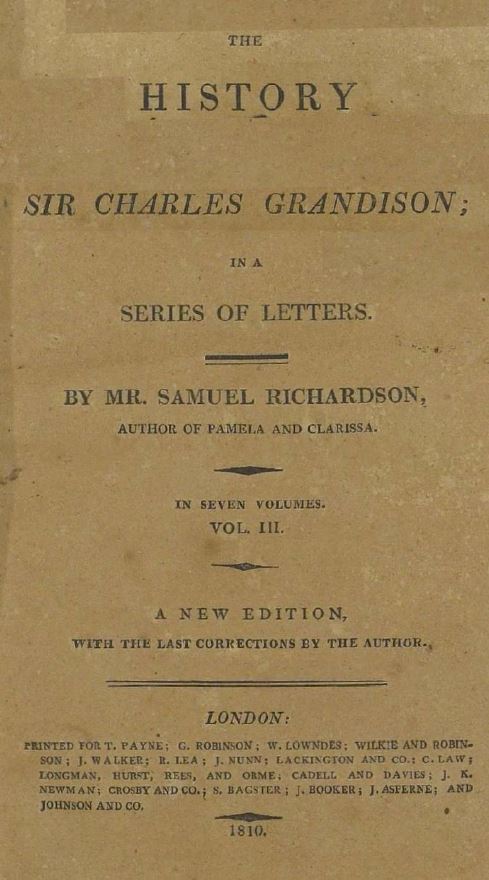 THE
HISTORY
SIR CHARLES GRANDISON;
IN A
SERIES OF LETTERS.
BY MR. SAMUEL RICHARDSON,
AUTHOR OF PAMELA AND CLARISSA.
IN SEVEN VOLUMES.
VOL. III.
A NEW EDITION,
WITH THE LAST CORRECTIONS BY THE AUTHOR.
LONDON:
PRINTED FOR T. PAYNE; G. ROBINSON; W. LOWNDES; WILKIE AND ROBIN-
SON; J. WALKER; R. LEA; J. NUNN; LACKINGTON AND CO.; C. LAW;
LONGMAN, HURST, REES, AND ORME; CADELL AND DAVIES; J. K.
NEWMAN; CROSBY AND CO.; S. BAGSTER; J. BOOKER; J. ASPERNE; AND
JOHNSON AND CO.
1810.